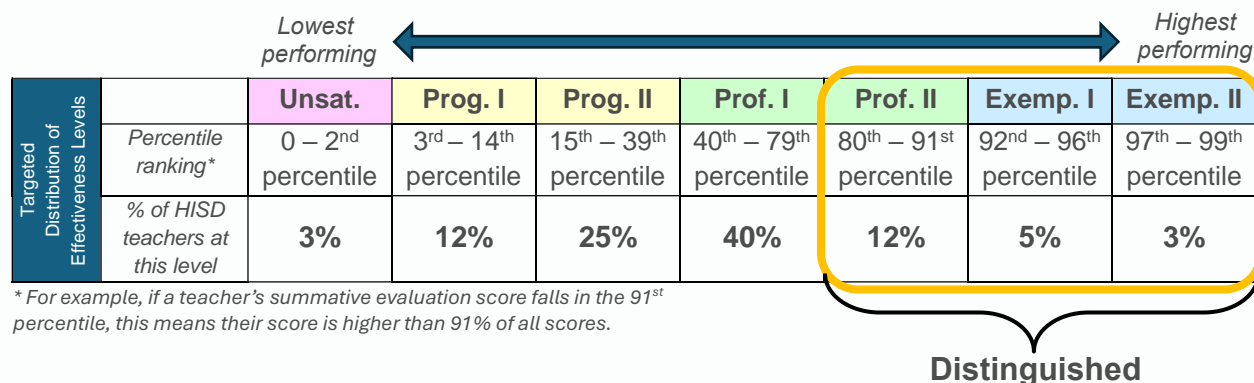 Lowest
performing
Highest
performing
Targeted
Distribution of
Effectiveness Levels
Unsat. Prog. I Prog. II Prof. I Prof. II Exemp. I Exemp. II
Percentile
ranking*
0 – 2nd
percentile
3rd – 14th
percentile
15th – 39th
percentile
40th – 79th
percentile
80th – 91st
percentile
92nd – 96th
percentile
97th – 99th
percentile
% of HISD
teachers at
this level
3% 12% 25% 40% 12% 5% 3%
* For example, if a teacher’s summative evaluation score falls in the 91st
percentile, this means their score is higher than 91% of all scores.
Distinguished